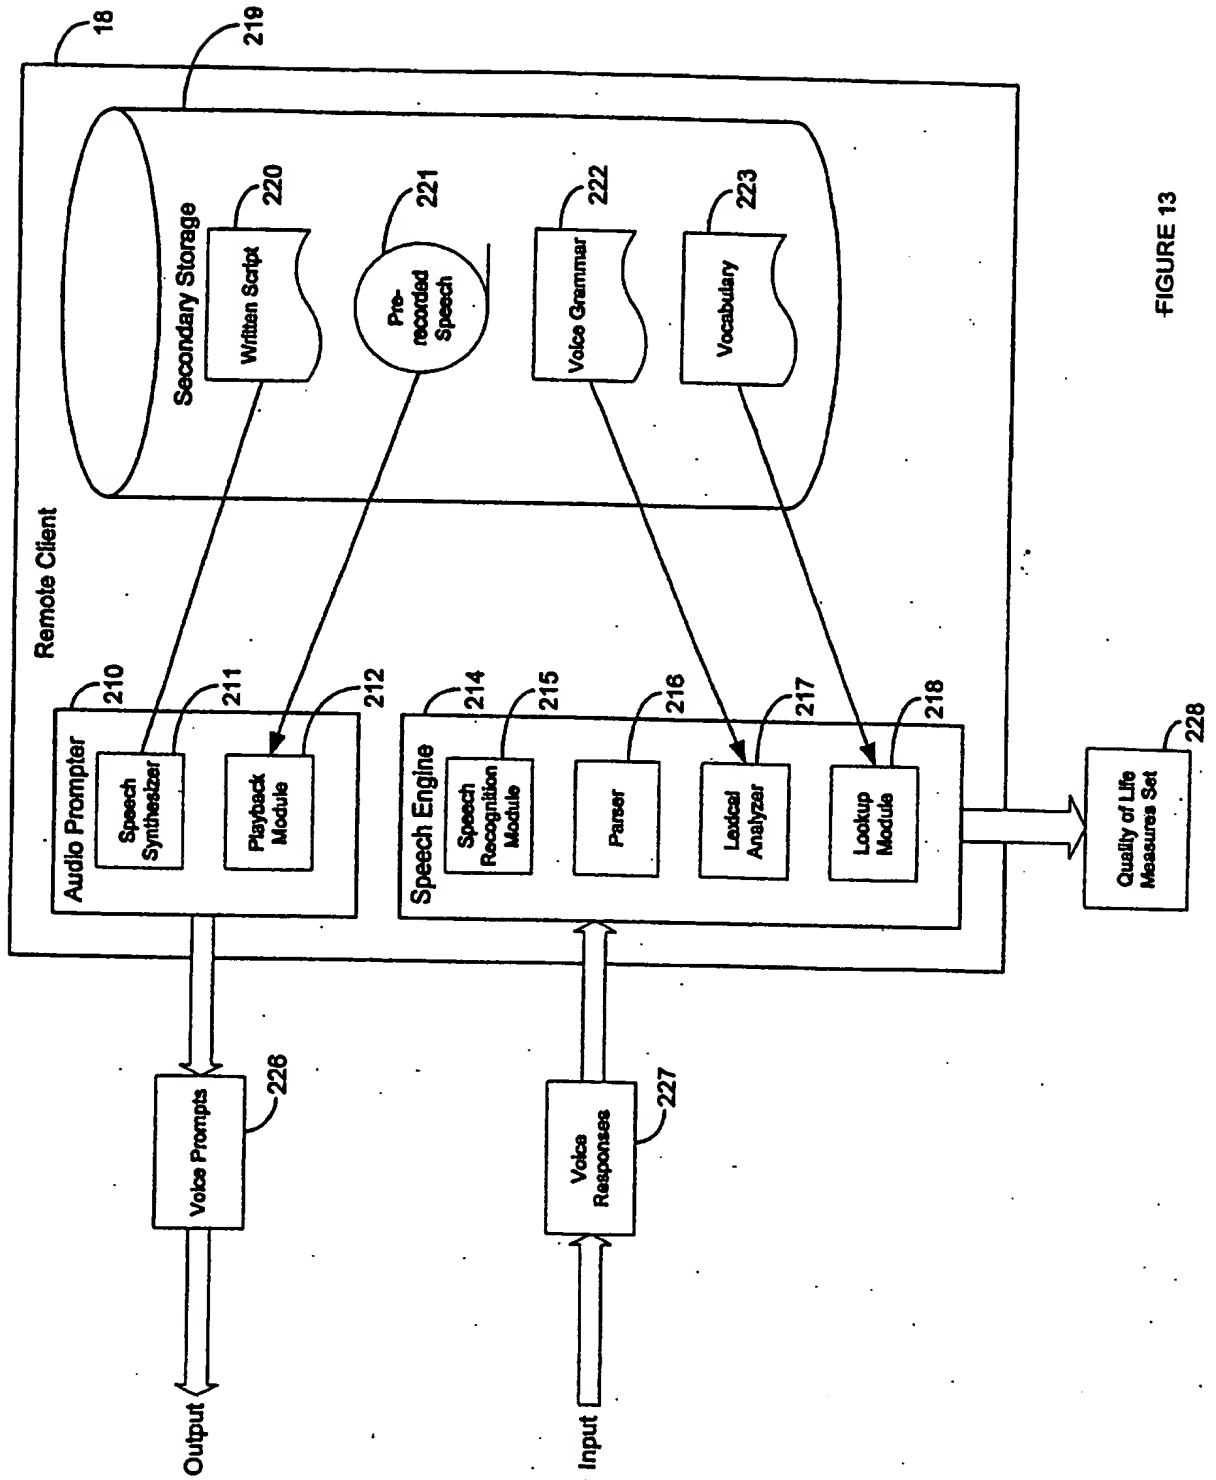 18
219
Remote Client
Secondary Storage
Audio Prompter
210
Speech
Synthesizer
211
Written Script
220
Output
Voice Prompts
226
Playback
Module
212
Pre-
recorded
Speech
221
Speech Engine
214
Speech
Recognition
Module
215
Input
Voice
Responses
227
Parser
216
Voice Grammar
222
Lexical
Analyzer
217
Vocabulary
223
Lookup
Module
218
Quality of Life
Measures Set
228
FIGURE 13